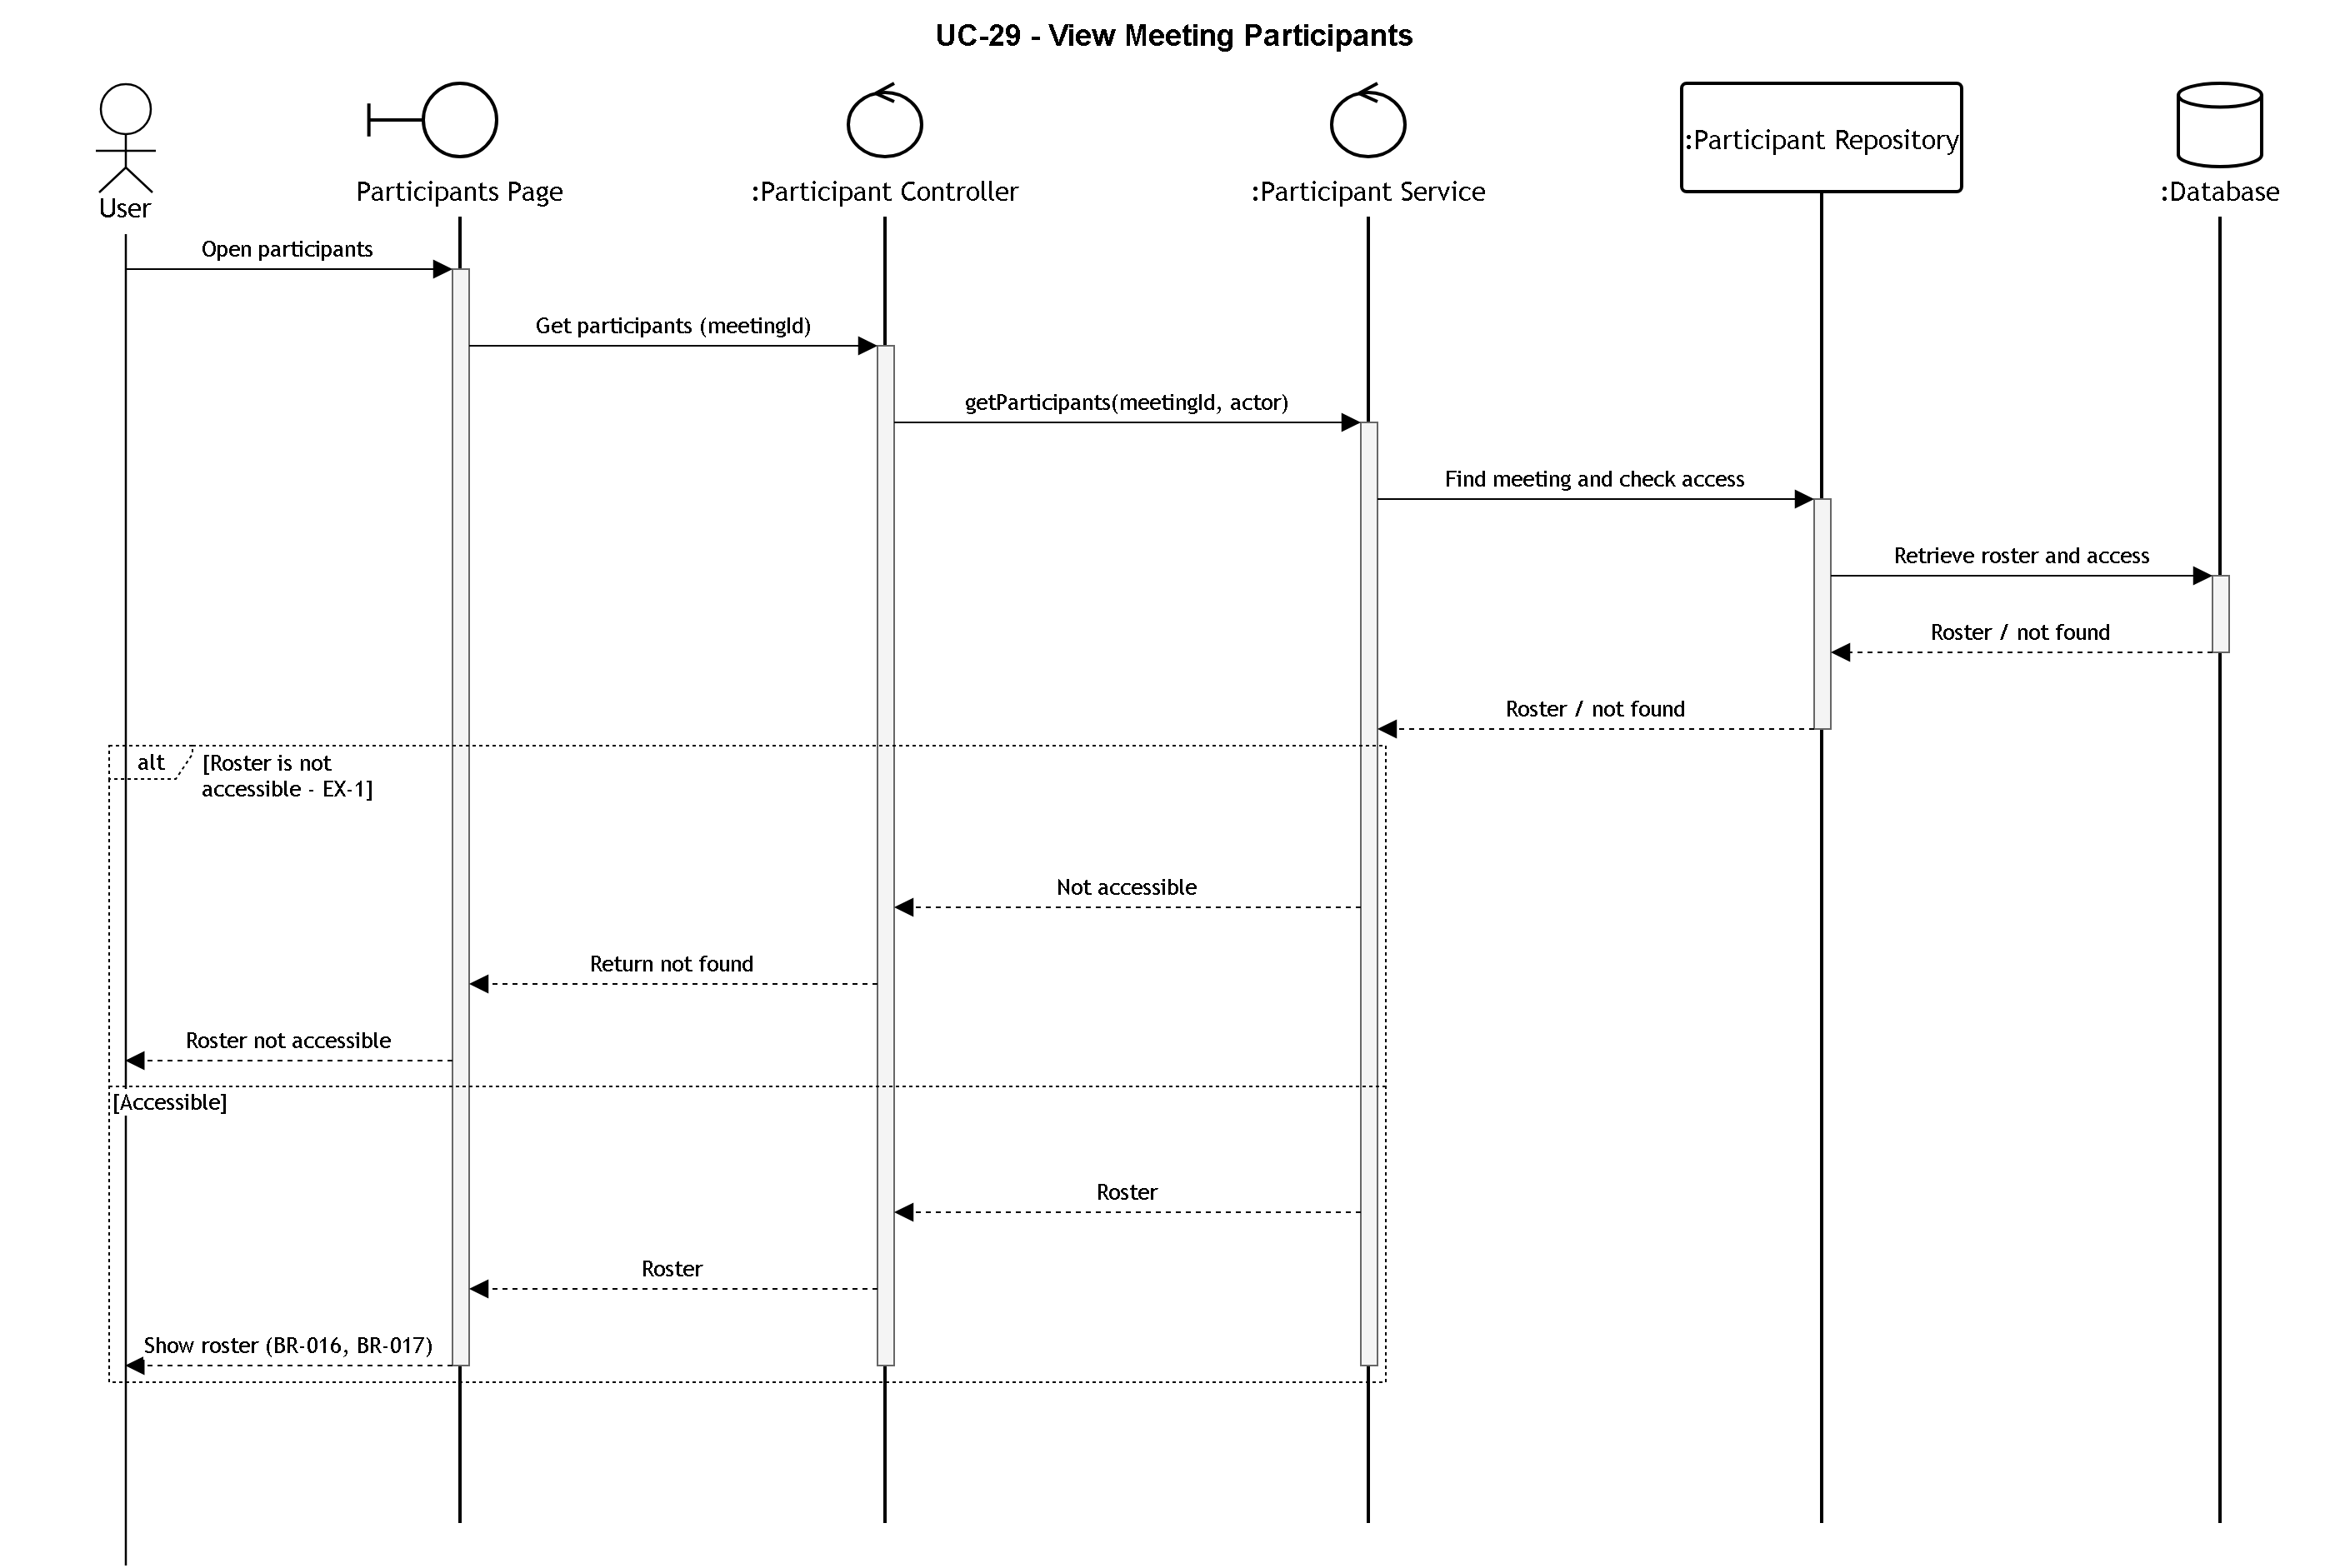 UC-29 - View Meeting Participants
User
Participants Page
:Participant Controller
:Participant Service
:Participant Repository
:Database
Open participants
Get participants (meetingId)
getParticipants(meetingId, actor)
Find meeting and check access
Retrieve roster and access
Roster / not found
Roster / not found
alt
[Roster is not
accessible - EX-1]
Not accessible
Return not found
Roster not accessible
[Accessible]
Roster
Roster
Show roster (BR-016, BR-017)